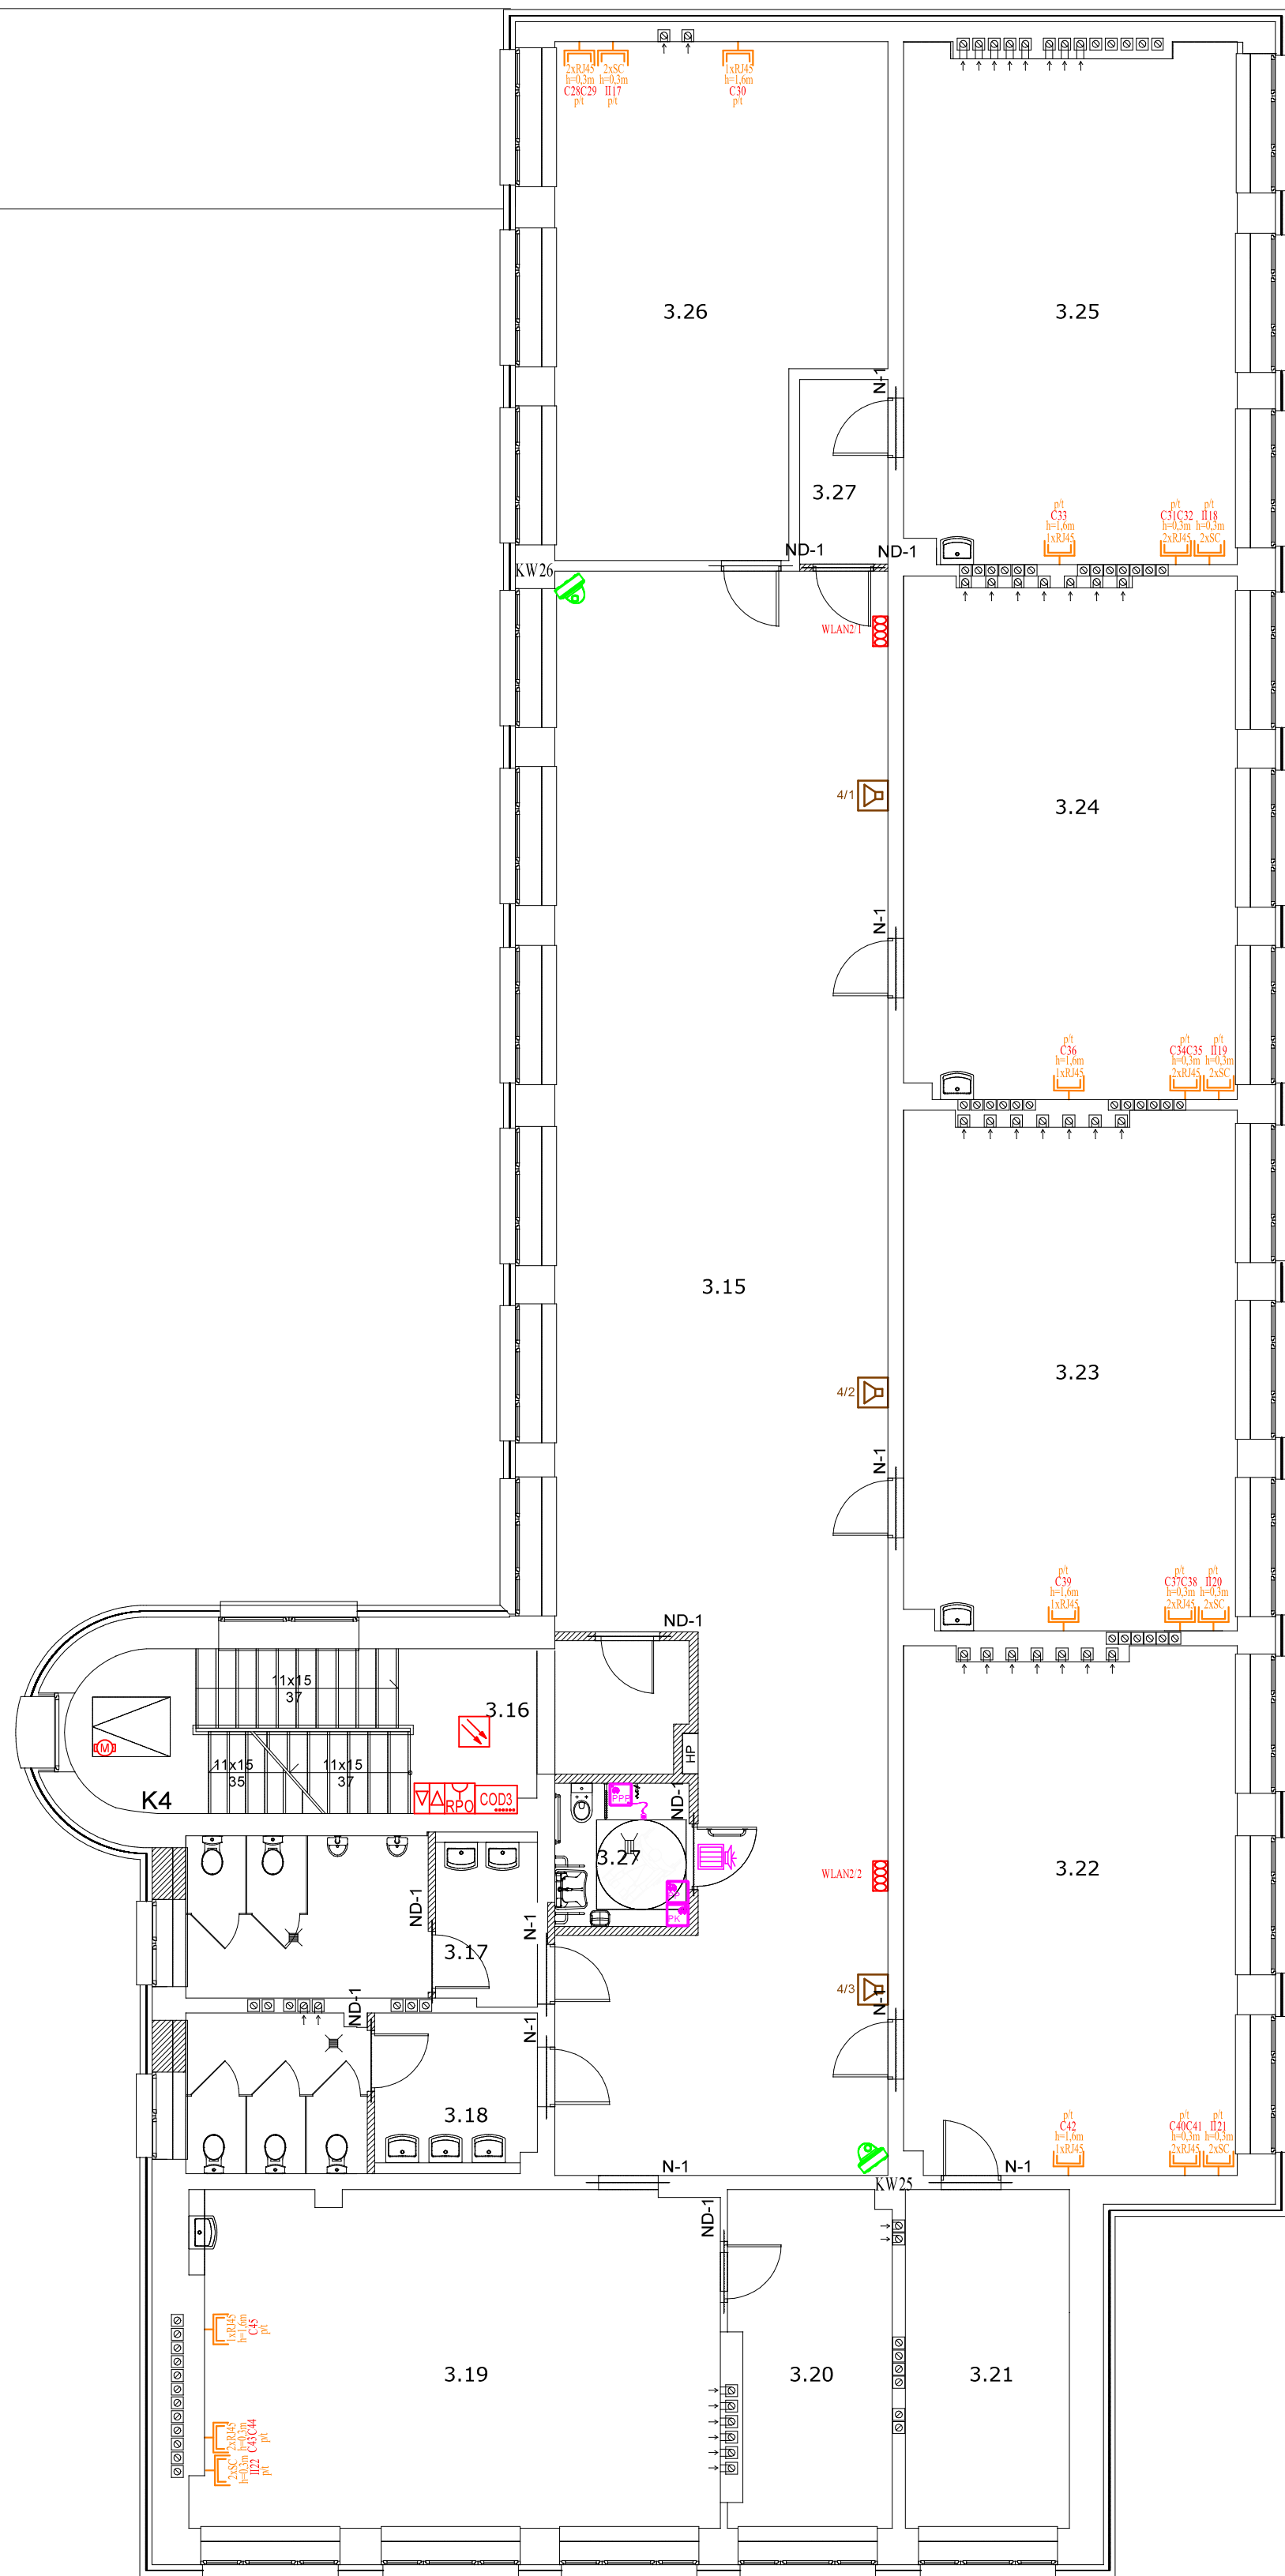 2xRJ45
h=0,3m
C28C29
p/t
2xSC
h=0,3m
II17
p/t
1xRJ45
h=1,6m
C30
p/t
3.26
3.25
N-1
3.27
p/t
C33
h=1,6m
1xRJ45
p/t
C31C32
h=0,3m
2xRJ45
p/t
II18
h=0,3m
2xSC
ND-1
ND-1
KW26
WLAN2/1
4/1
3.24
N-1
p/t
C36
h=1,6m
1xRJ45
p/t
C34C35
h=0,3m
2xRJ45
p/t
II19
h=0,3m
2xSC
3.15
3.23
4/2
N-1
p/t
C39
h=1,6m
1xRJ45
p/t
C37C38
h=0,3m
2xRJ45
p/t
II20
h=0,3m
2xSC
ND-1
11x15
37
3.16
M
HP
11x15
35
11x15
37
K4
RPO
COD3
PPP
ND-1
3.27
PK
WLAN2/2
3.22
ND-1
N-1
3.17
4/3
N-1
ND-1
N-1
3.18
p/t
C42
h=1,6m
1xRJ45
p/t
C40C41
h=0,3m
2xRJ45
p/t
II21
h=0,3m
2xSC
N-1
KW25
N-1
ND-1
1xRJ45
h=1,6m
C45
p/t
3.19
3.20
3.21
2xRJ45
h=0,3m
C43C44
p/t
2xSC
h=0,3m
II22
p/t